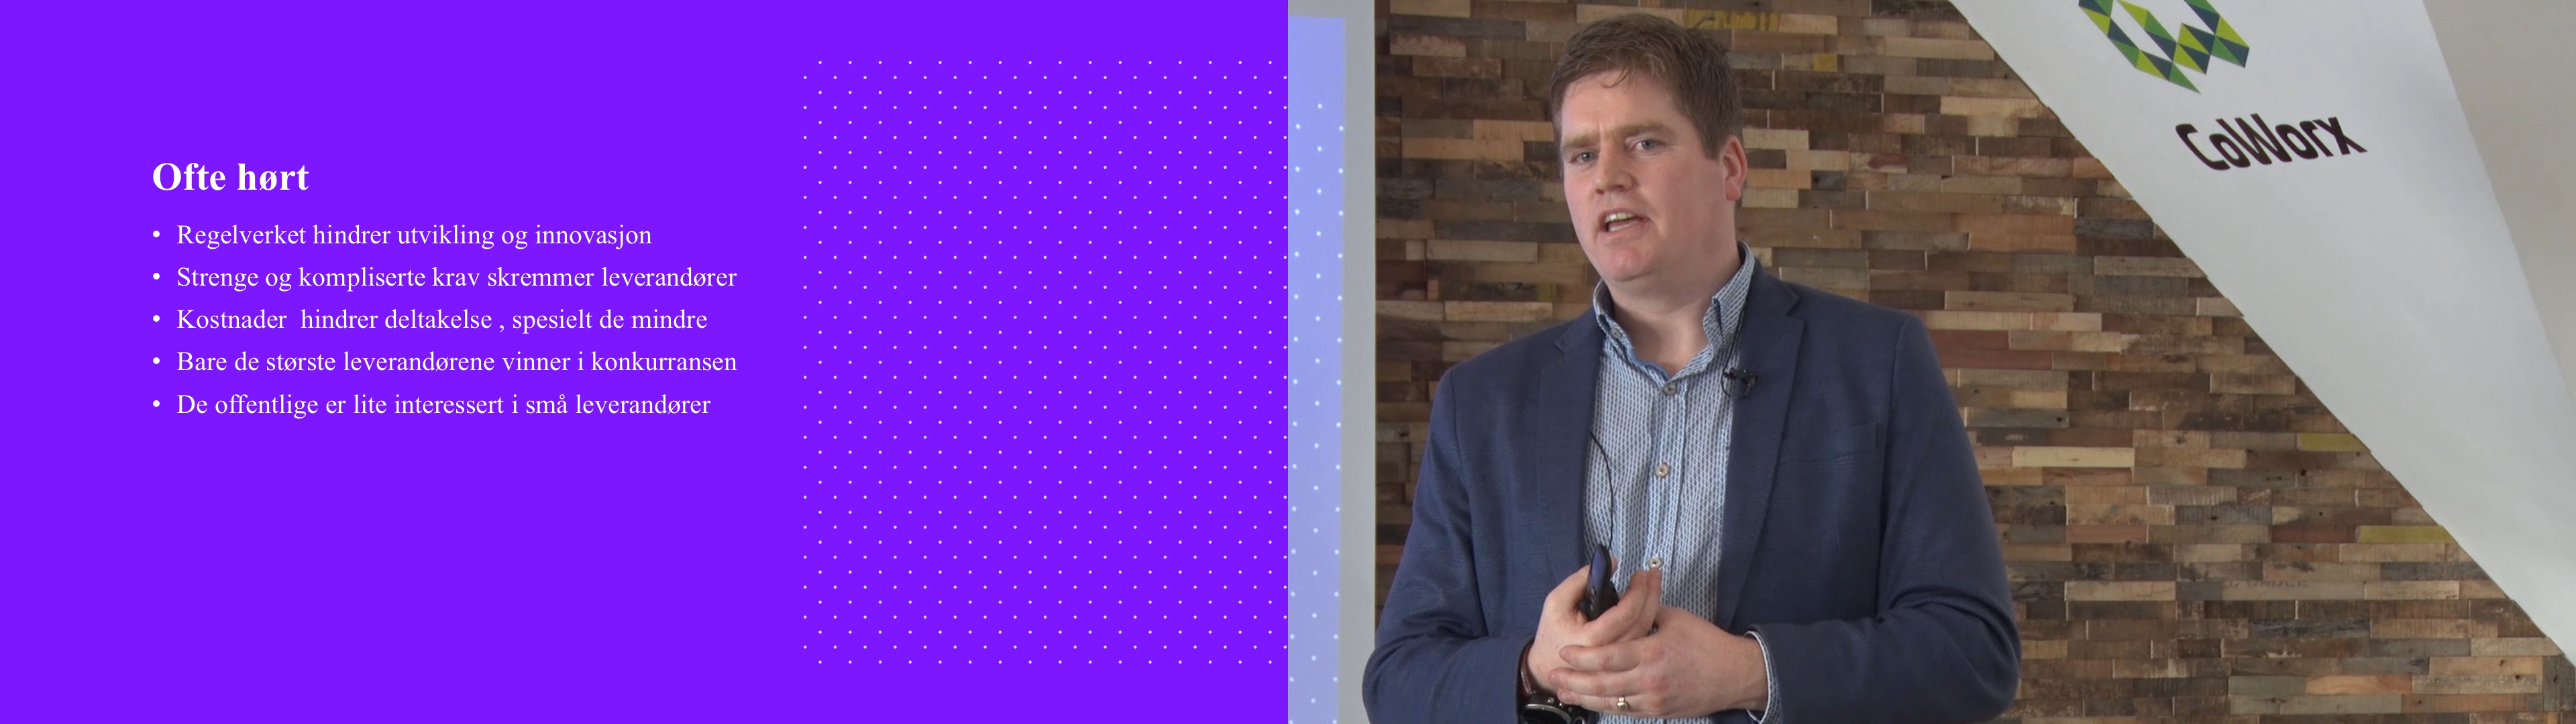 Ofte hørt
• Regelverket hindrer utvikling og innovasjon
• Strenge og kompliserte krav skremmer leverandører
• Kostnader  hindrer deltakelse , spesielt de mindre
• Bare de største leverandørene vinner i konkurransen
• De offentlige er lite interessert i små leverandører
CoWorx